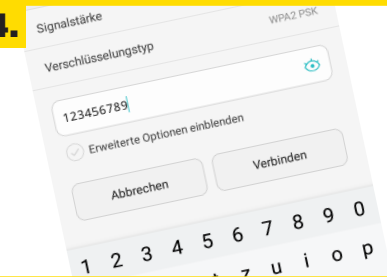 4.
Signalstärke
Verschlüsselungstyp
WPA2 PSK
123456789
Erweiterte Optionen einblenden
Abbrechen
Verbinden
1 2 3 4 5 6 7 8 9 0
z u i o p